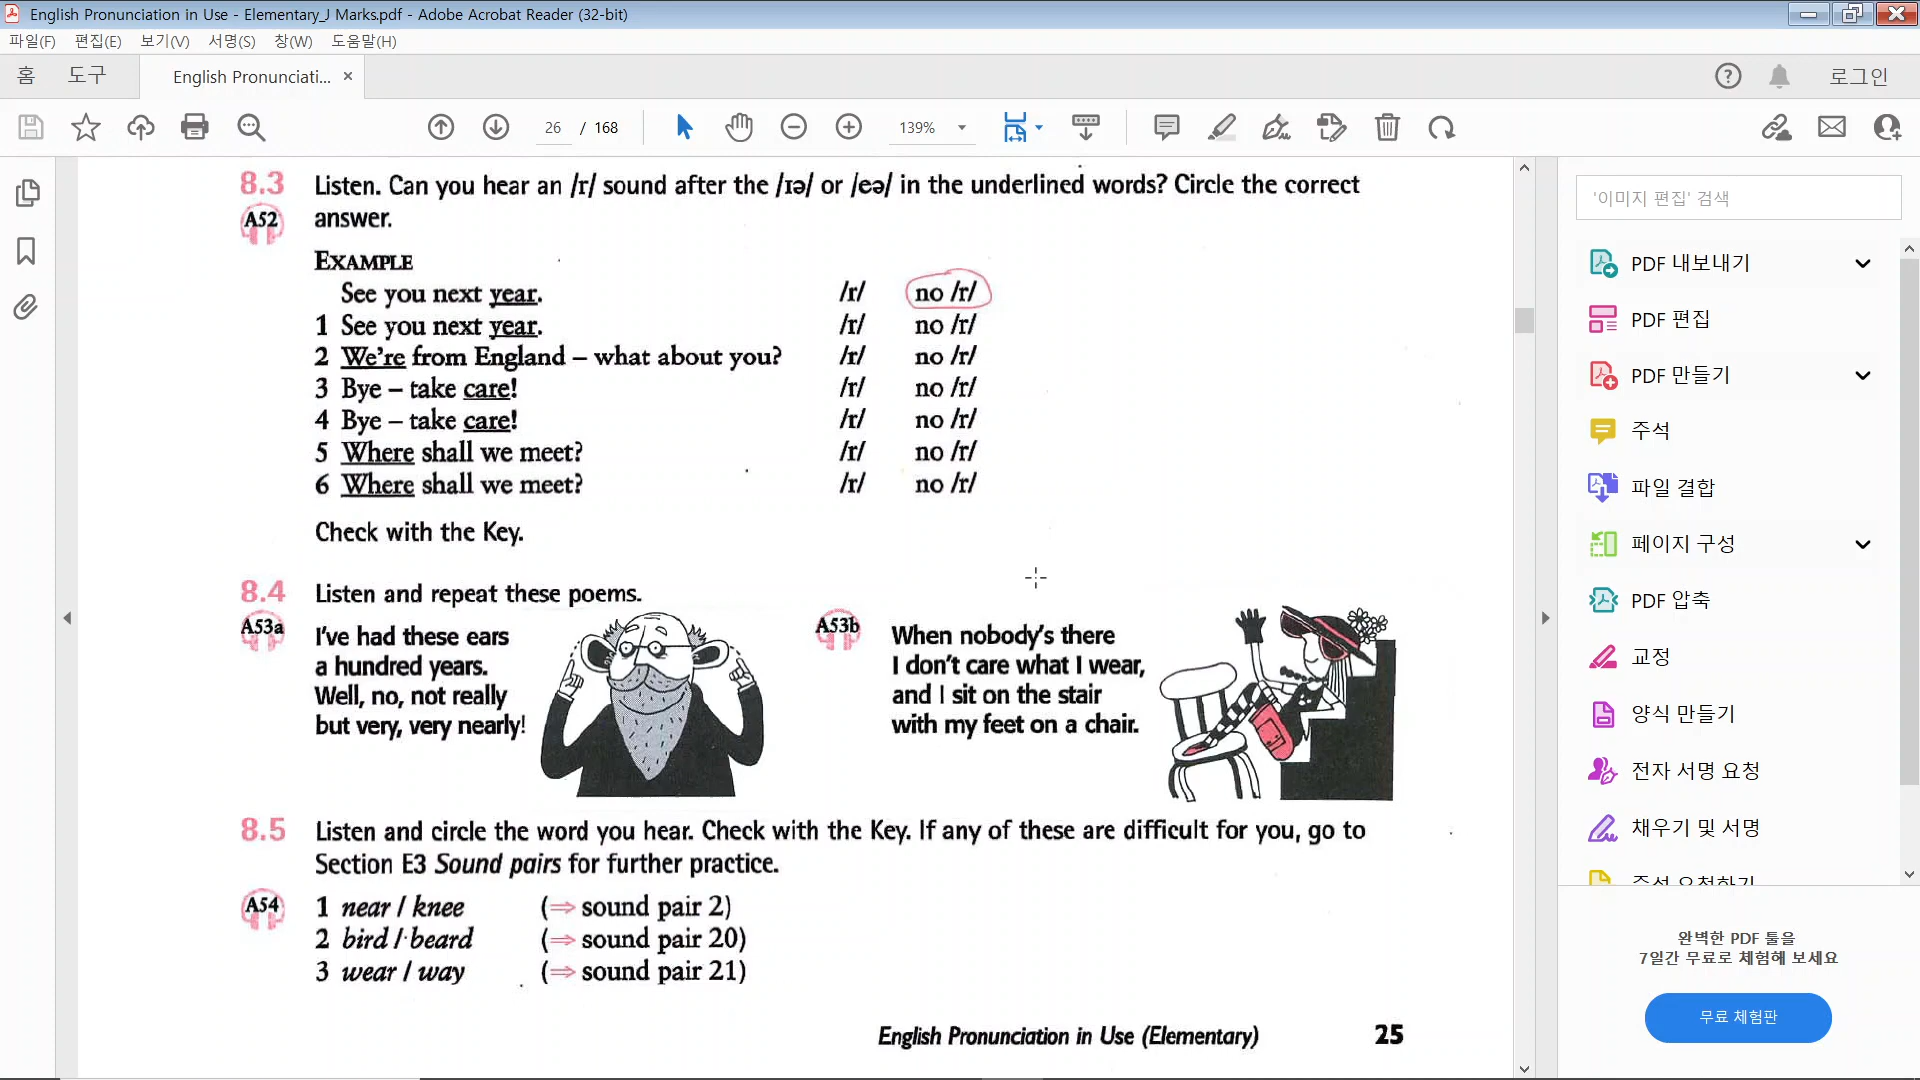 English Pronunciation in Use - Elementary_J Marks.pdf - Adobe Acrobat Reader (32-bit)
파일(F) 편집(E) 보기(V) 서명(S) 창(W) 도움말(H)
홈 도구 English Pronunciati... × 로그인
26 / 168 139%
8.3 Listen. Can you hear an /r/ sound after the /ɪə/ or /eə/ in the underlined words? Circle the correct
A52 answer.
EXAMPLE
See you next year. /r/ no /r/
1 See you next year. /r/ no /r/
2 We're from England – what about you? /r/ no /r/
3 Bye – take care! /r/ no /r/
4 Bye – take care! /r/ no /r/
5 Where shall we meet? /r/ no /r/
6 Where shall we meet? /r/ no /r/
Check with the Key.
8.4 Listen and repeat these poems.
A53a
I've had these ears
a hundred years.
Well, no, not really
but very, very nearly!
A53b
When nobody's there
I don't care what I wear,
and I sit on the stair
with my feet on a chair.
8.5 Listen and circle the word you hear. Check with the Key. If any of these are difficult for you, go to
Section E3 Sound pairs for further practice.
A54
1 near / knee (⇒ sound pair 2)
2 bird / beard (⇒ sound pair 20)
3 wear / way (⇒ sound pair 21)
English Pronunciation in Use (Elementary) 25
'이미지 편집' 검색
PDF 내보내기
PDF 편집
PDF 만들기
주석
파일 결합
페이지 구성
PDF 압축
교정
양식 만들기
전자 서명 요청
채우기 및 서명
주석 요청하기
완벽한 PDF 툴을
7일간 무료로 체험해 보세요
무료 체험판